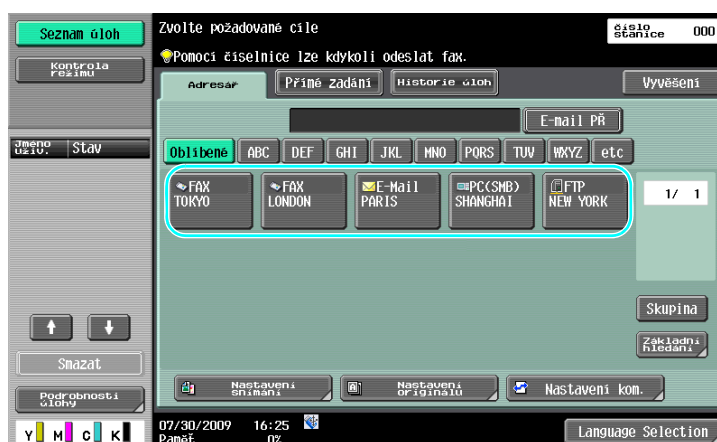 Seznam úloh
Kontrola
režimu
Jméno
uživ.
Stav
Smazat
Podrobnosti
úlohy
Y M C K
Zvolte požadované cíle
Pomocí číselnice lze kdykoli odeslat fax.
číslo
stanice
000
Adresář
Přímé zadání
Historie úloh
Vyvěšení
E-mail PŘ
Oblíbené ABC DEF GHI JKL MNO PQRS TUV WXYZ etc
FAX
TOKYO
FAX
LONDON
E-Mail
PARIS
PC(SMB)
SHANGHAI
FTP
NEW YORK
1/ 1
Skupina
Základní
hledání
Nastavení
snímání
Nastavení
originálu
Nastavení kom.
07/30/2009 16:25
Paměť 0%
Language Selection